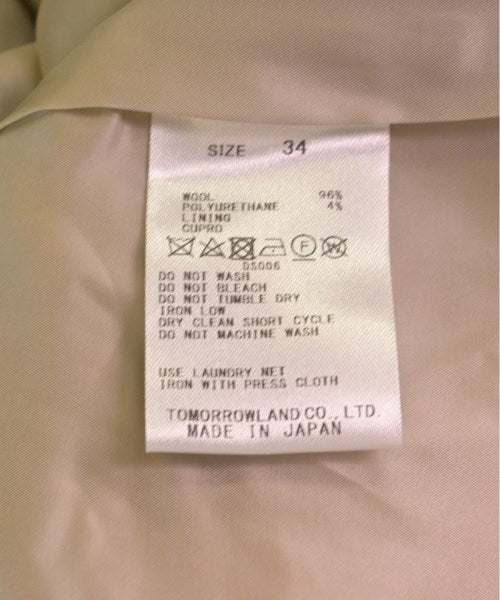 SIZE 34
WOOL 96%
POLYURETHANE 4%
LINING
CUPRO
DS006
DO NOT WASH
DO NOT BLEACH
DO NOT TUMBLE DRY
IRON LOW
DRY CLEAN SHORT CYCLE
DO NOT MACHINE WASH
USE LAUNDRY NET
IRON WITH PRESS CLOTH
TOMORROWLAND CO., LTD.
MADE IN JAPAN